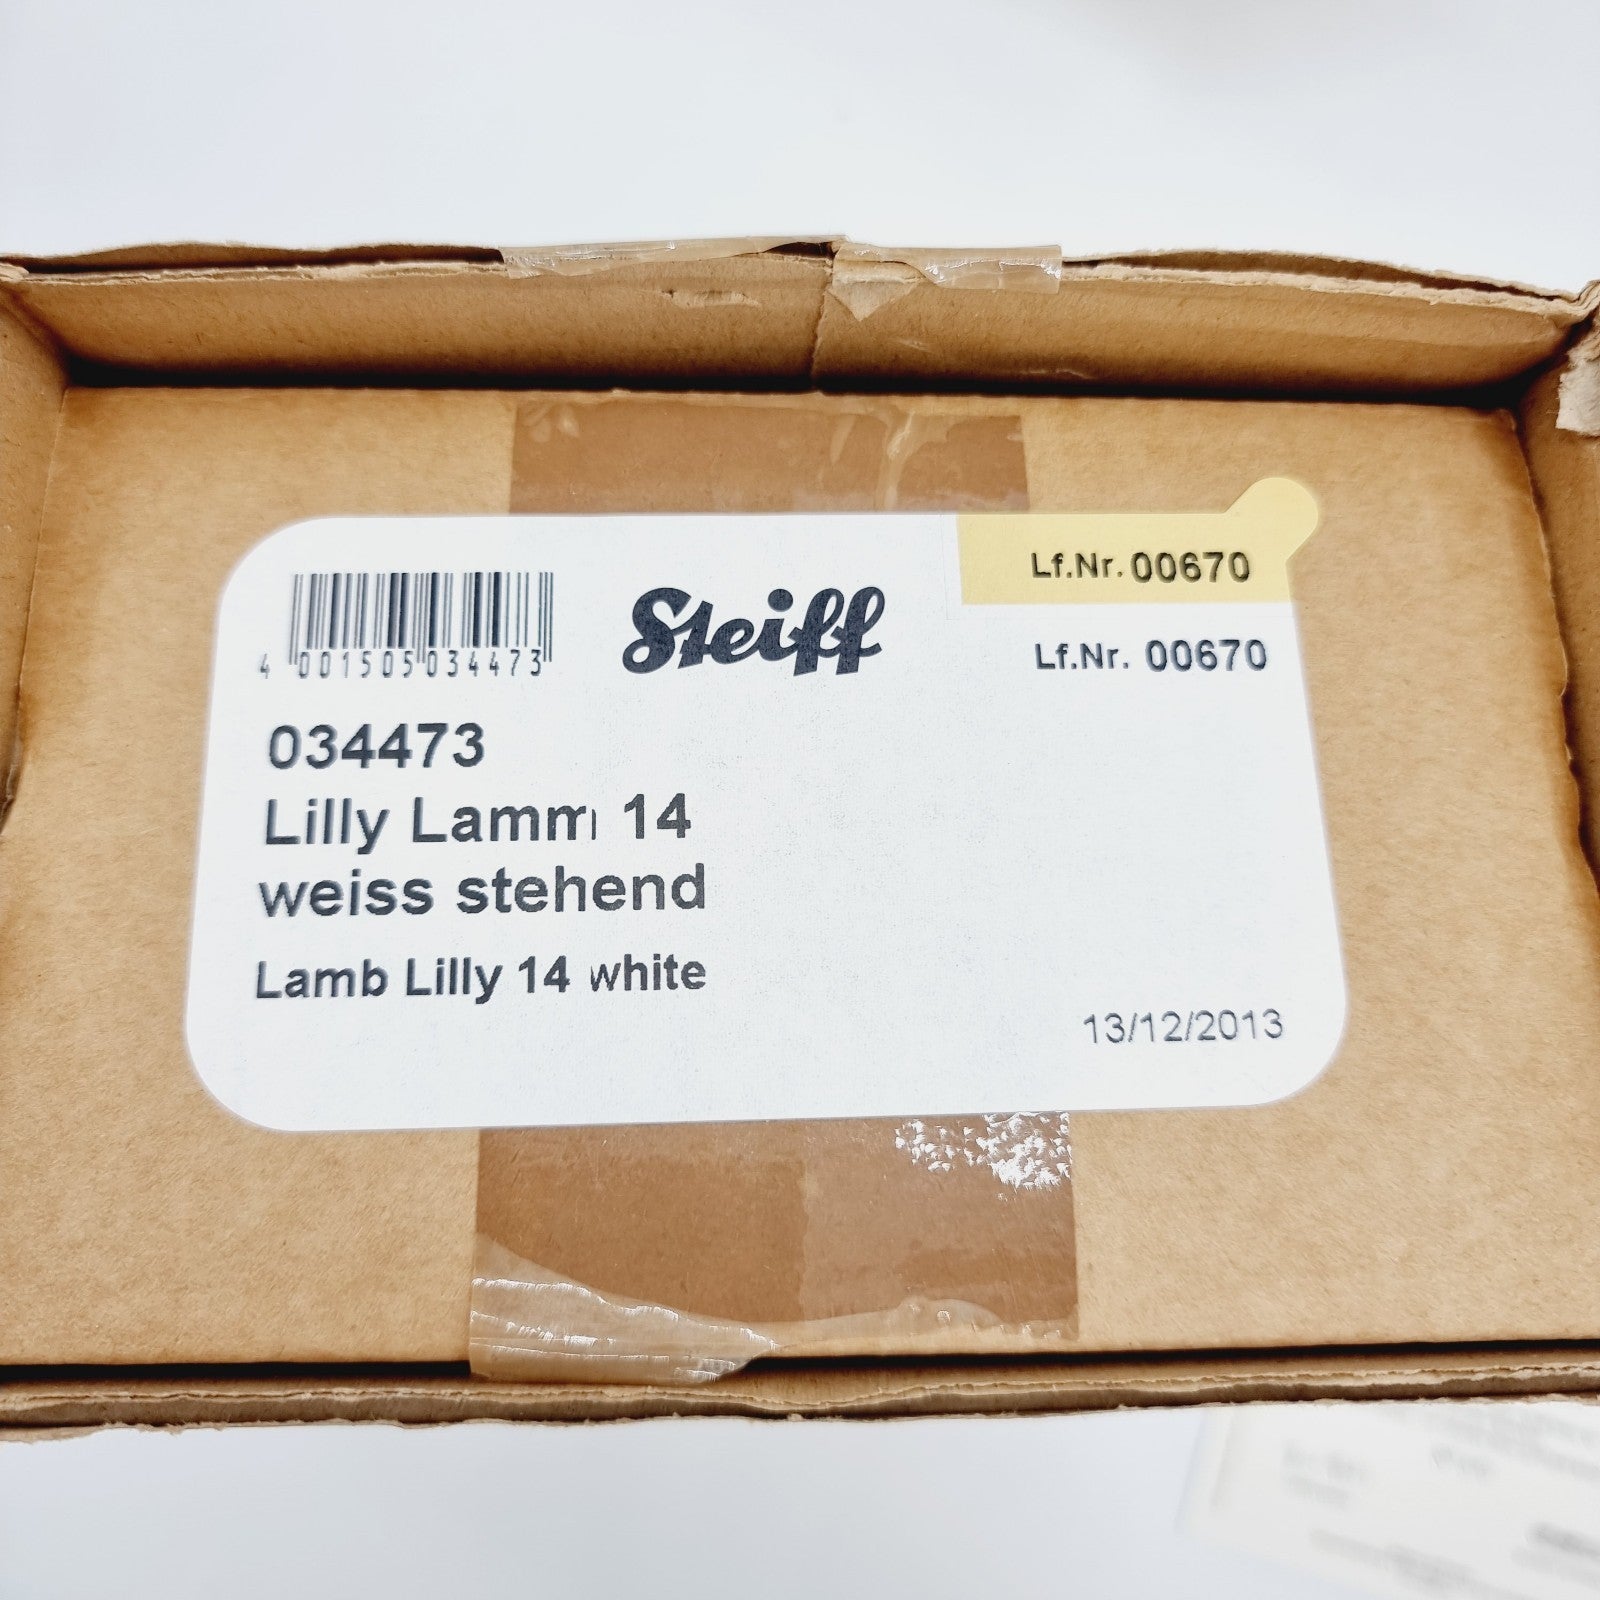 Lf.Nr. 00670
Steiff
Lf.Nr. 00670
4 001505 034473
034473
Lilly Lamm 14
weiss stehend
Lamb Lilly 14 white
13/12/2013